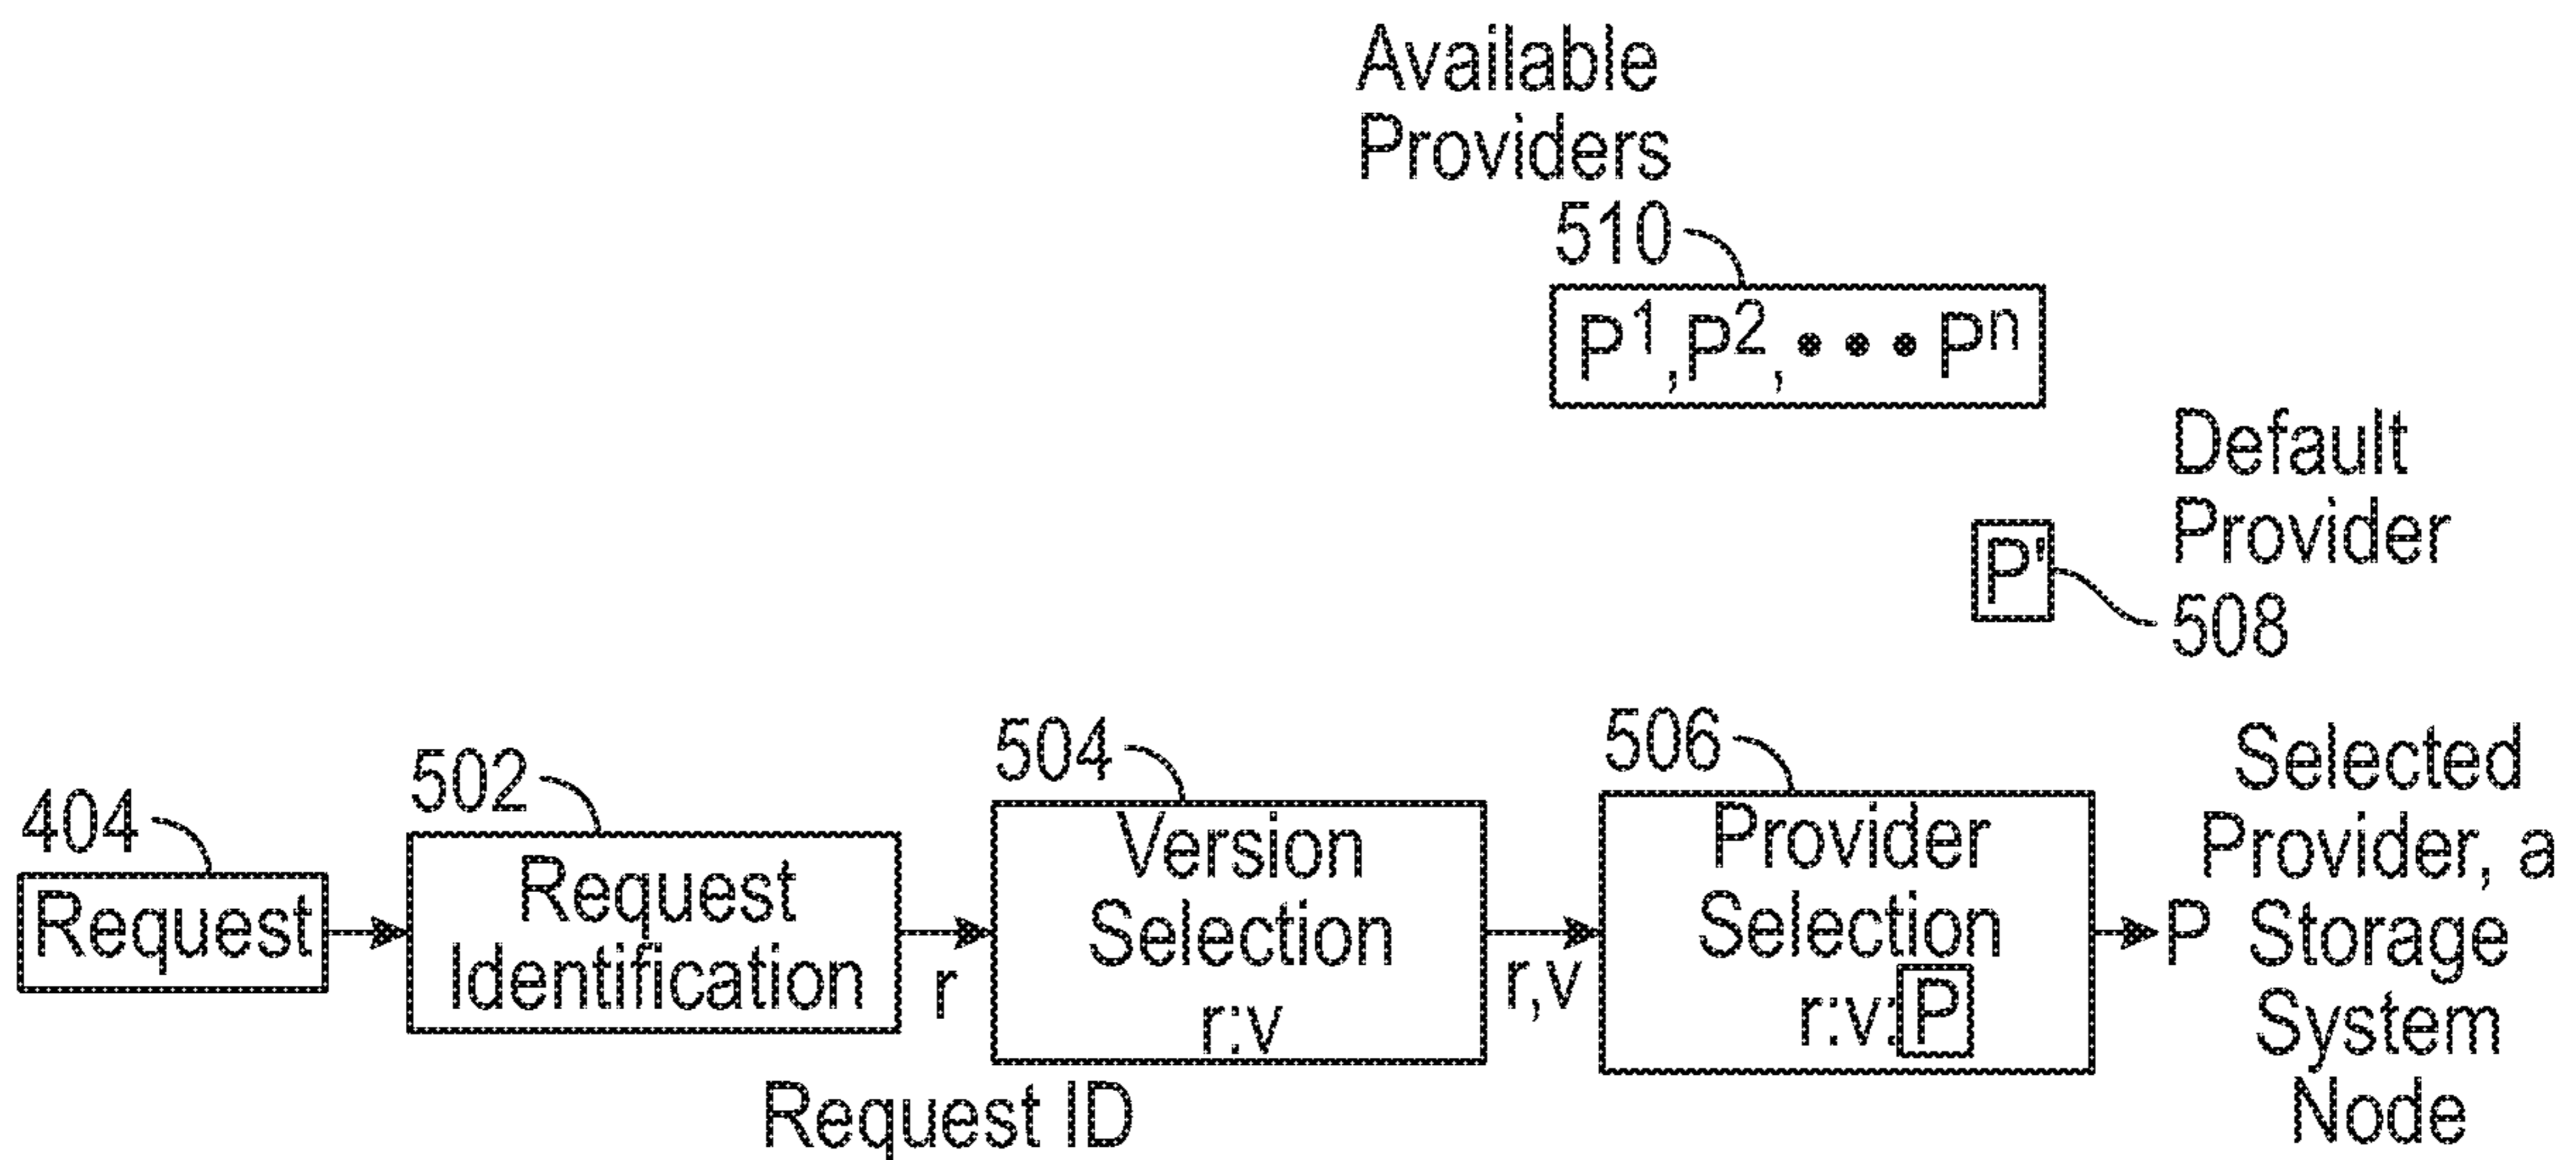 Available
Providers
510
P1,P2,•••Pn
Default
Provider
P'
508
404
Request
502
Request
Identification
r
Request ID
504
Version
Selection
r:v
r,v
506
Provider
Selection
r:v:P
P
Selected
Provider, a
Storage
System
Node